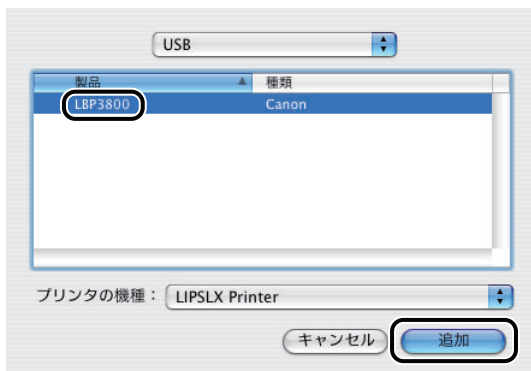 USB
製品 種類
LBP3800 Canon
プリンタの機種： LIPSLX Printer
キャンセル 追加